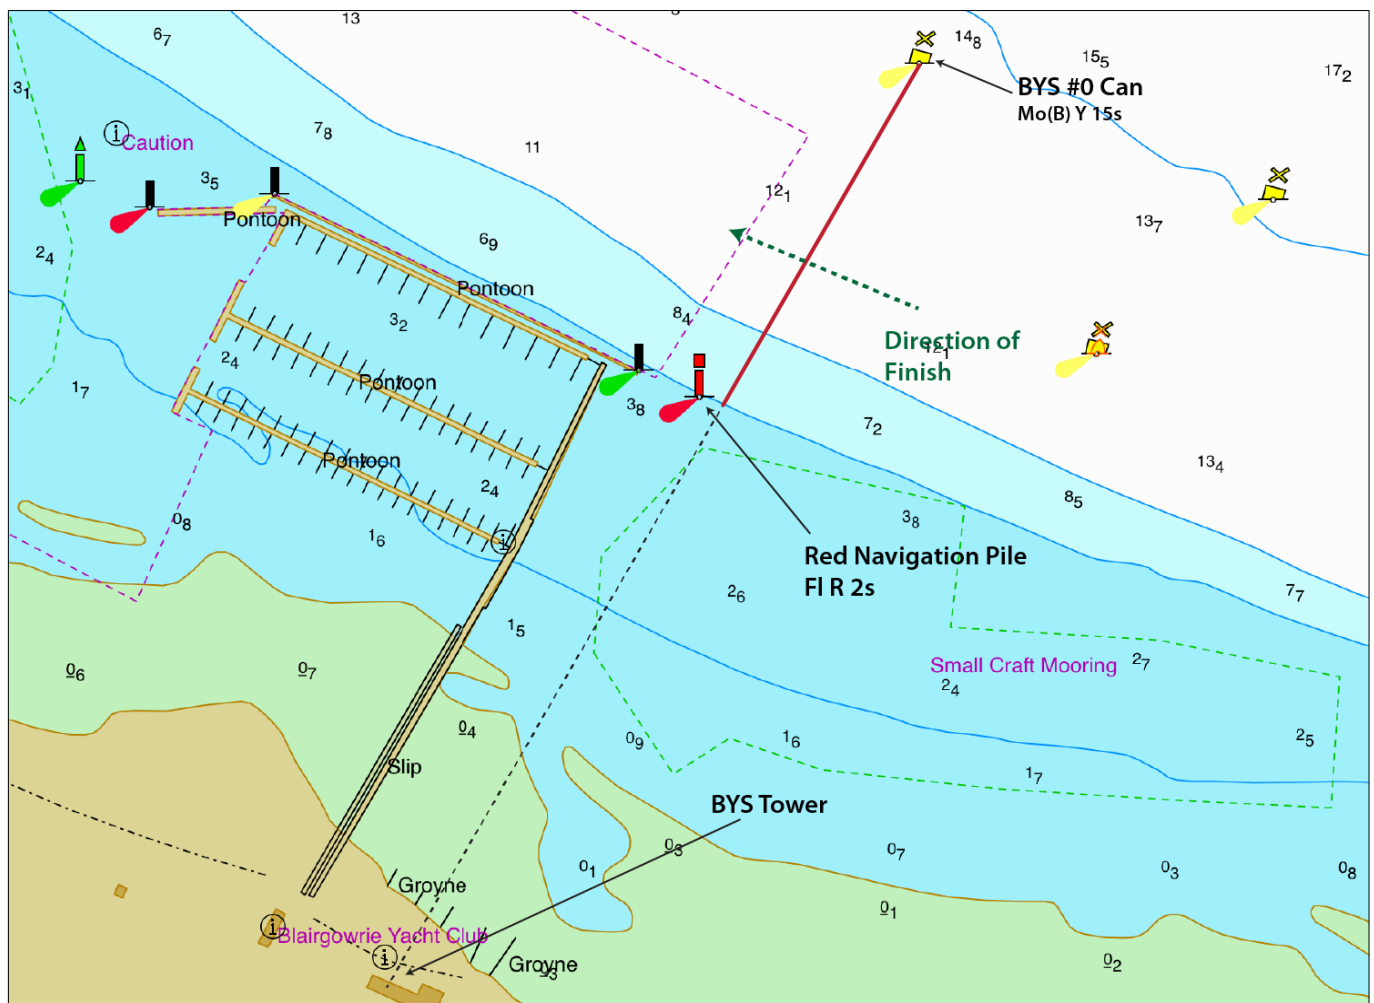 13
6₇
14₈
15₅
17₂
3₁
BYS #0 Can
Mo(B) Y 15s
7₈
Caution
11
3₅
12₁
Pontoon
13₇
6₉
2₄
Pontoon
8₄
3₂
Direction of
12₁
Finish
2₄
Pontoon
1₇
3₈
7₂
Pontoon
13₄
2₄
8₅
0₈
3₈
1₆
Red Navigation Pile
Fl R 2s
2₆
7₇
1₅
Small Craft Mooring
2₇
0₆
0₇
2₄
0₄
0₉
1₆
2₅
Slip
1₇
BYS Tower
0₃
0₇
0₁
0₃
0₈
Groyne
0₁
Blairgowrie Yacht Club
Groyne
0₃
0₂